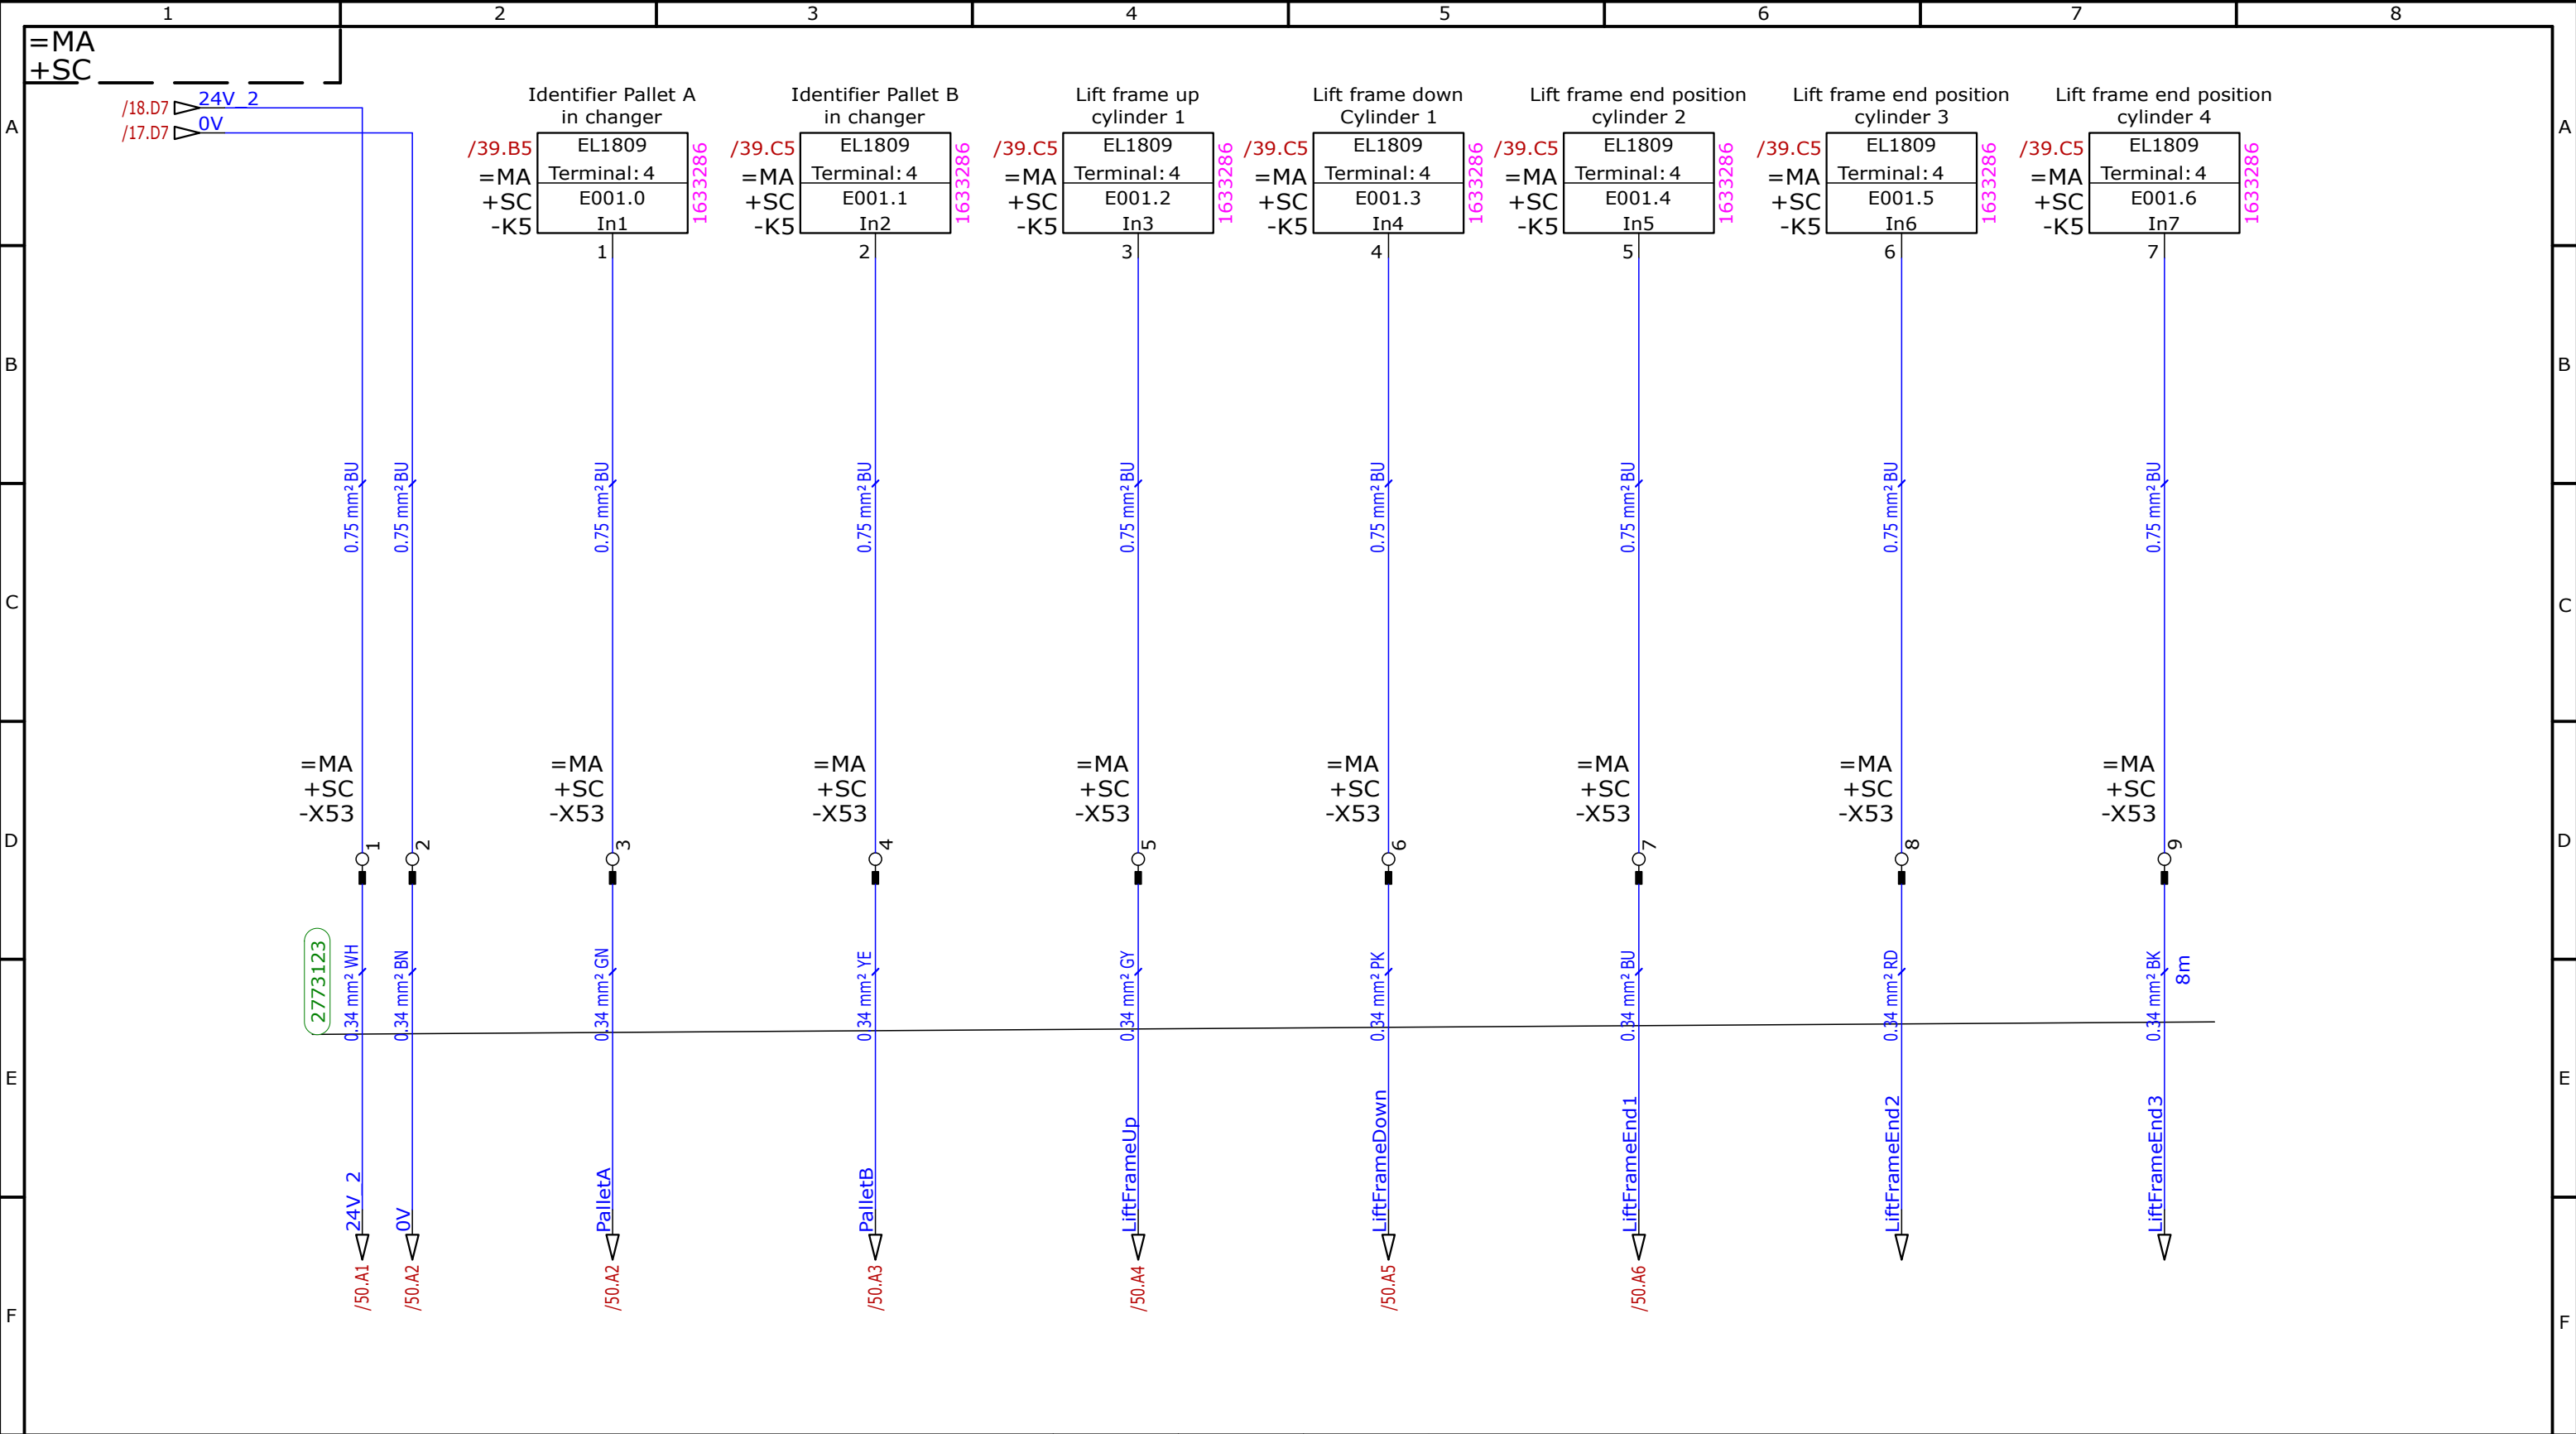 1 2 3 4 5 6 7 8
=MA
+SC
/18.D7 24V_2
/17.D7 0V
A A
B B
C C
D D
E E
F F
Identifier Pallet A
in changer
/39.B5
=MA
+SC
-K5
EL1809
Terminal: 4
E001.0
In1
1633286
1
Identifier Pallet B
in changer
/39.C5
=MA
+SC
-K5
EL1809
Terminal: 4
E001.1
In2
1633286
2
Lift frame up
cylinder 1
/39.C5
=MA
+SC
-K5
EL1809
Terminal: 4
E001.2
In3
1633286
3
Lift frame down
Cylinder 1
/39.C5
=MA
+SC
-K5
EL1809
Terminal: 4
E001.3
In4
1633286
4
Lift frame end position
cylinder 2
/39.C5
=MA
+SC
-K5
EL1809
Terminal: 4
E001.4
In5
1633286
5
Lift frame end position
cylinder 3
/39.C5
=MA
+SC
-K5
EL1809
Terminal: 4
E001.5
In6
1633286
6
Lift frame end position
cylinder 4
/39.C5
=MA
+SC
-K5
EL1809
Terminal: 4
E001.6
In7
1633286
7
0.75 mm² BU
0.75 mm² BU
0.75 mm² BU
0.75 mm² BU
0.75 mm² BU
0.75 mm² BU
0.75 mm² BU
0.75 mm² BU
0.75 mm² BU
=MA
+SC
-X53
1
2
=MA
+SC
-X53
3
=MA
+SC
-X53
4
=MA
+SC
-X53
5
=MA
+SC
-X53
6
=MA
+SC
-X53
7
=MA
+SC
-X53
8
=MA
+SC
-X53
9
2773123
0.34 mm² WH
0.34 mm² BN
0.34 mm² GN
0.34 mm² YE
0.34 mm² GY
0.34 mm² PK
0.34 mm² BU
0.34 mm² RD
0.34 mm² BK
8m
24V_2
0V
PalletA
PalletB
LiftFrameUp
LiftFrameDown
LiftFrameEnd1
LiftFrameEnd2
LiftFrameEnd3
/50.A1
/50.A2
/50.A2
/50.A3
/50.A4
/50.A5
/50.A6